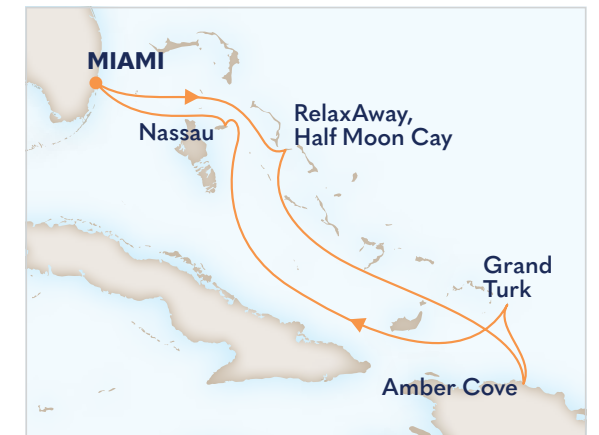 MIAMI
RelaxAway,
Half Moon Cay
Nassau
Grand
Turk
Amber Cove